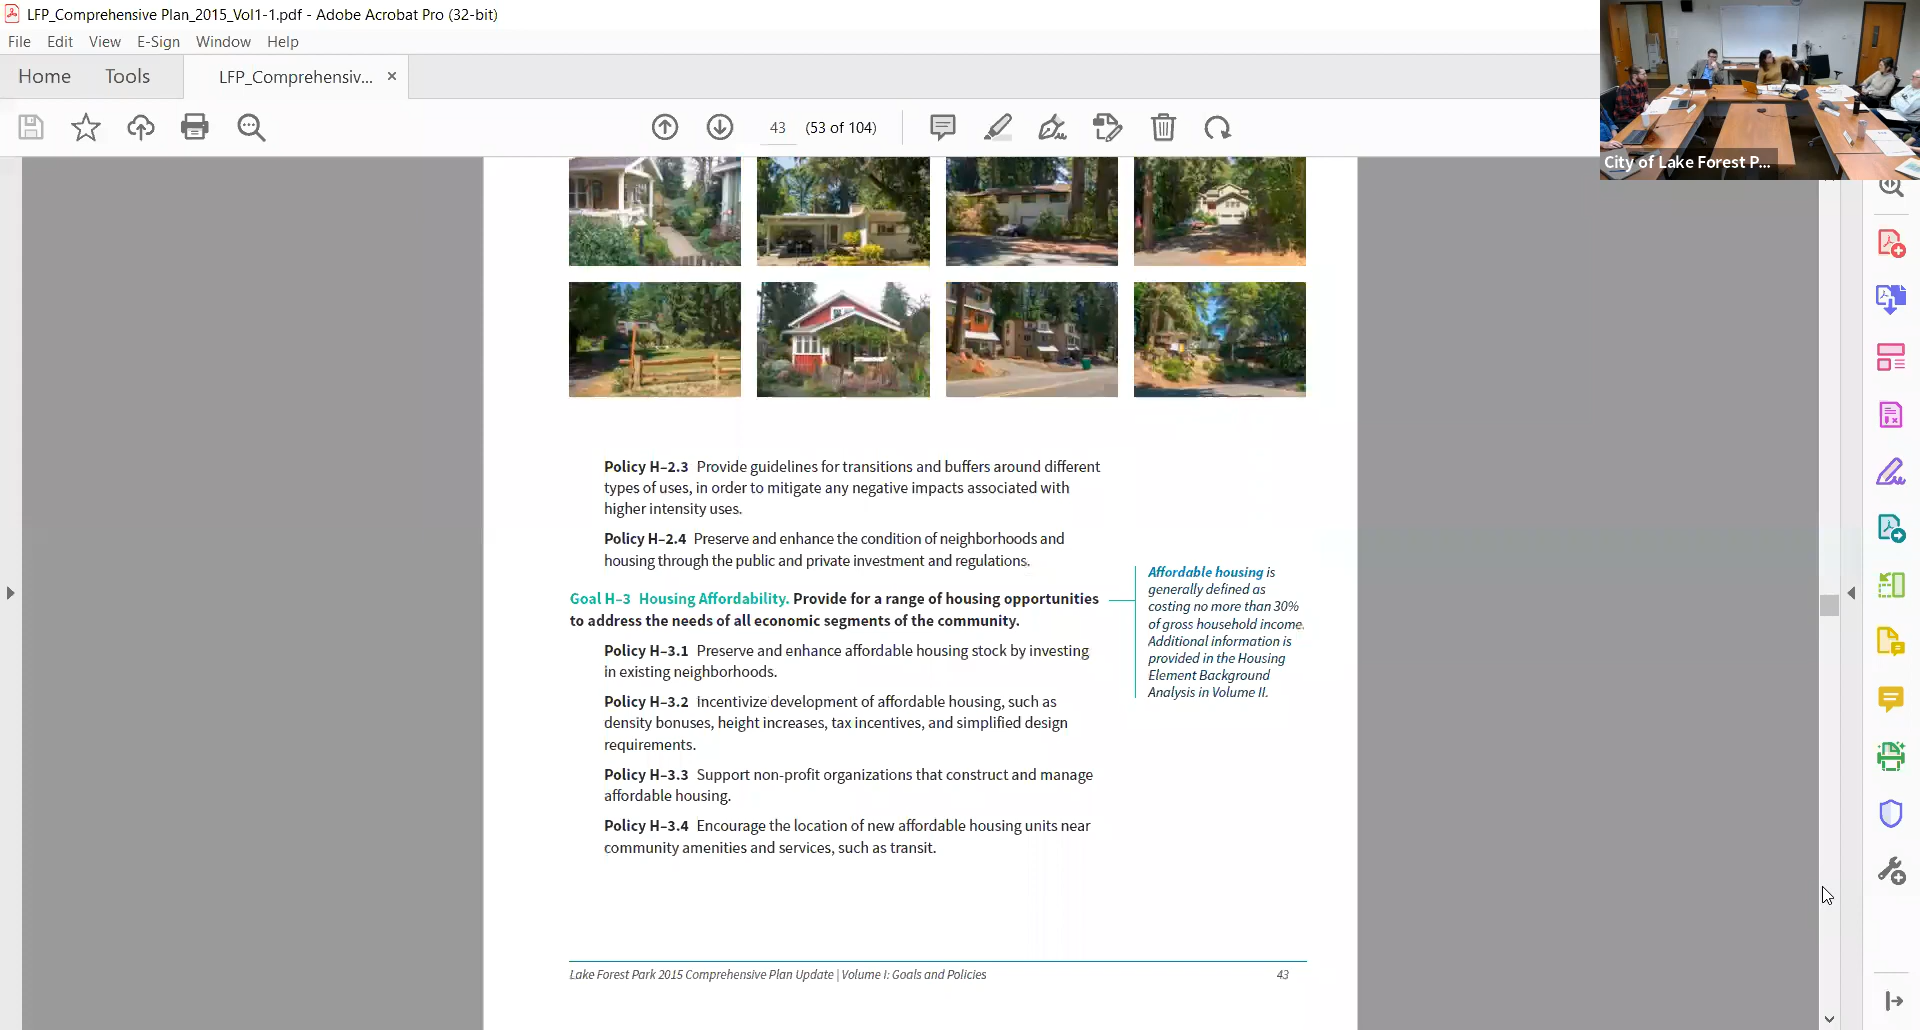 LFP_Comprehensive Plan_2015_Vol1-1.pdf - Adobe Acrobat Pro (32-bit)
File Edit View E-Sign Window Help
Home Tools LFP_Comprehensiv... ×
43 (53 of 104)
City of Lake Forest P...
Policy H–2.3 Provide guidelines for transitions and buffers around different
types of uses, in order to mitigate any negative impacts associated with
higher intensity uses.
Policy H–2.4 Preserve and enhance the condition of neighborhoods and
housing through the public and private investment and regulations.
Goal H–3 Housing Affordability. Provide for a range of housing opportunities
to address the needs of all economic segments of the community.
Policy H–3.1 Preserve and enhance affordable housing stock by investing
in existing neighborhoods.
Policy H–3.2 Incentivize development of affordable housing, such as
density bonuses, height increases, tax incentives, and simplified design
requirements.
Policy H–3.3 Support non-profit organizations that construct and manage
affordable housing.
Policy H–3.4 Encourage the location of new affordable housing units near
community amenities and services, such as transit.
Affordable housing is
generally defined as
costing no more than 30%
of gross household income.
Additional information is
provided in the Housing
Element Background
Analysis in Volume II.
Lake Forest Park 2015 Comprehensive Plan Update | Volume I: Goals and Policies 43